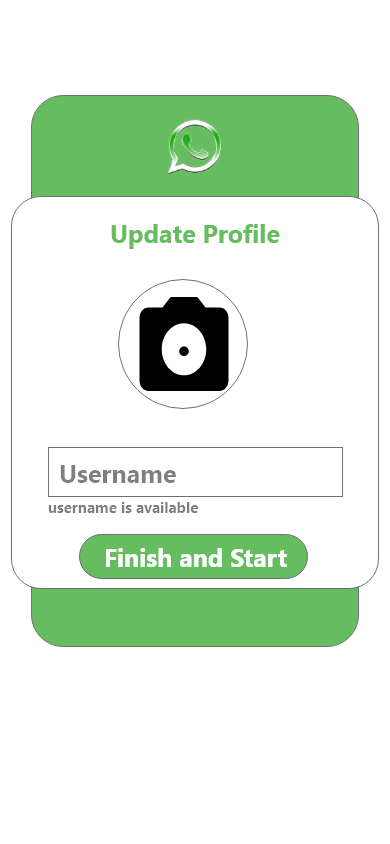 Update Profile
Username
username is available
Finish and Start